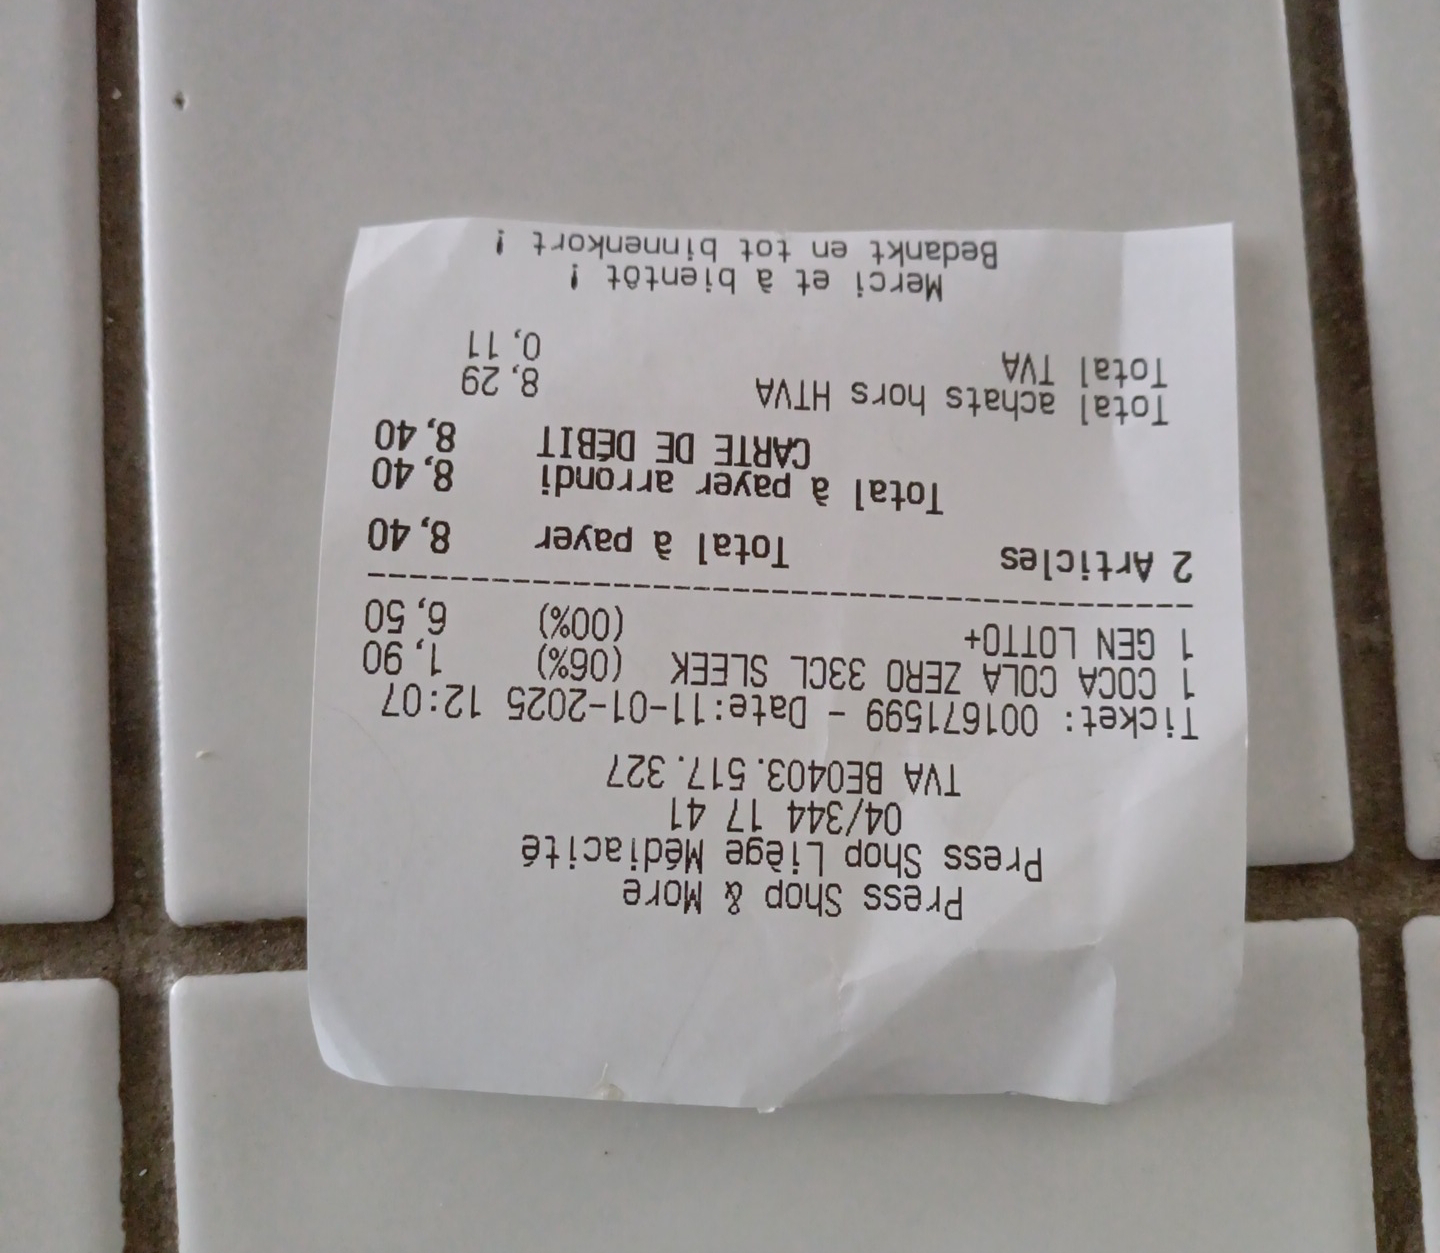 Press Shop & More
Press Shop Liège Médiacité
04/344 17 41
TVA BE0403.517.327
Ticket: 001671599 - Date:11-01-2025 12:07
1 COCA COLA ZERO 33CL SLEEK (06%) 1,90
1 GEN LOTTO+ (00%) 6,50
----------------------------------------
2 Articles Total à payer 8,40
Total à payer arrondi 8,40
CARTE DE DÉBIT 8,40
Total achats hors HTVA 8,29
Total TVA 0,11
Merci et à bientôt !
Bedankt en tot binnenkort !